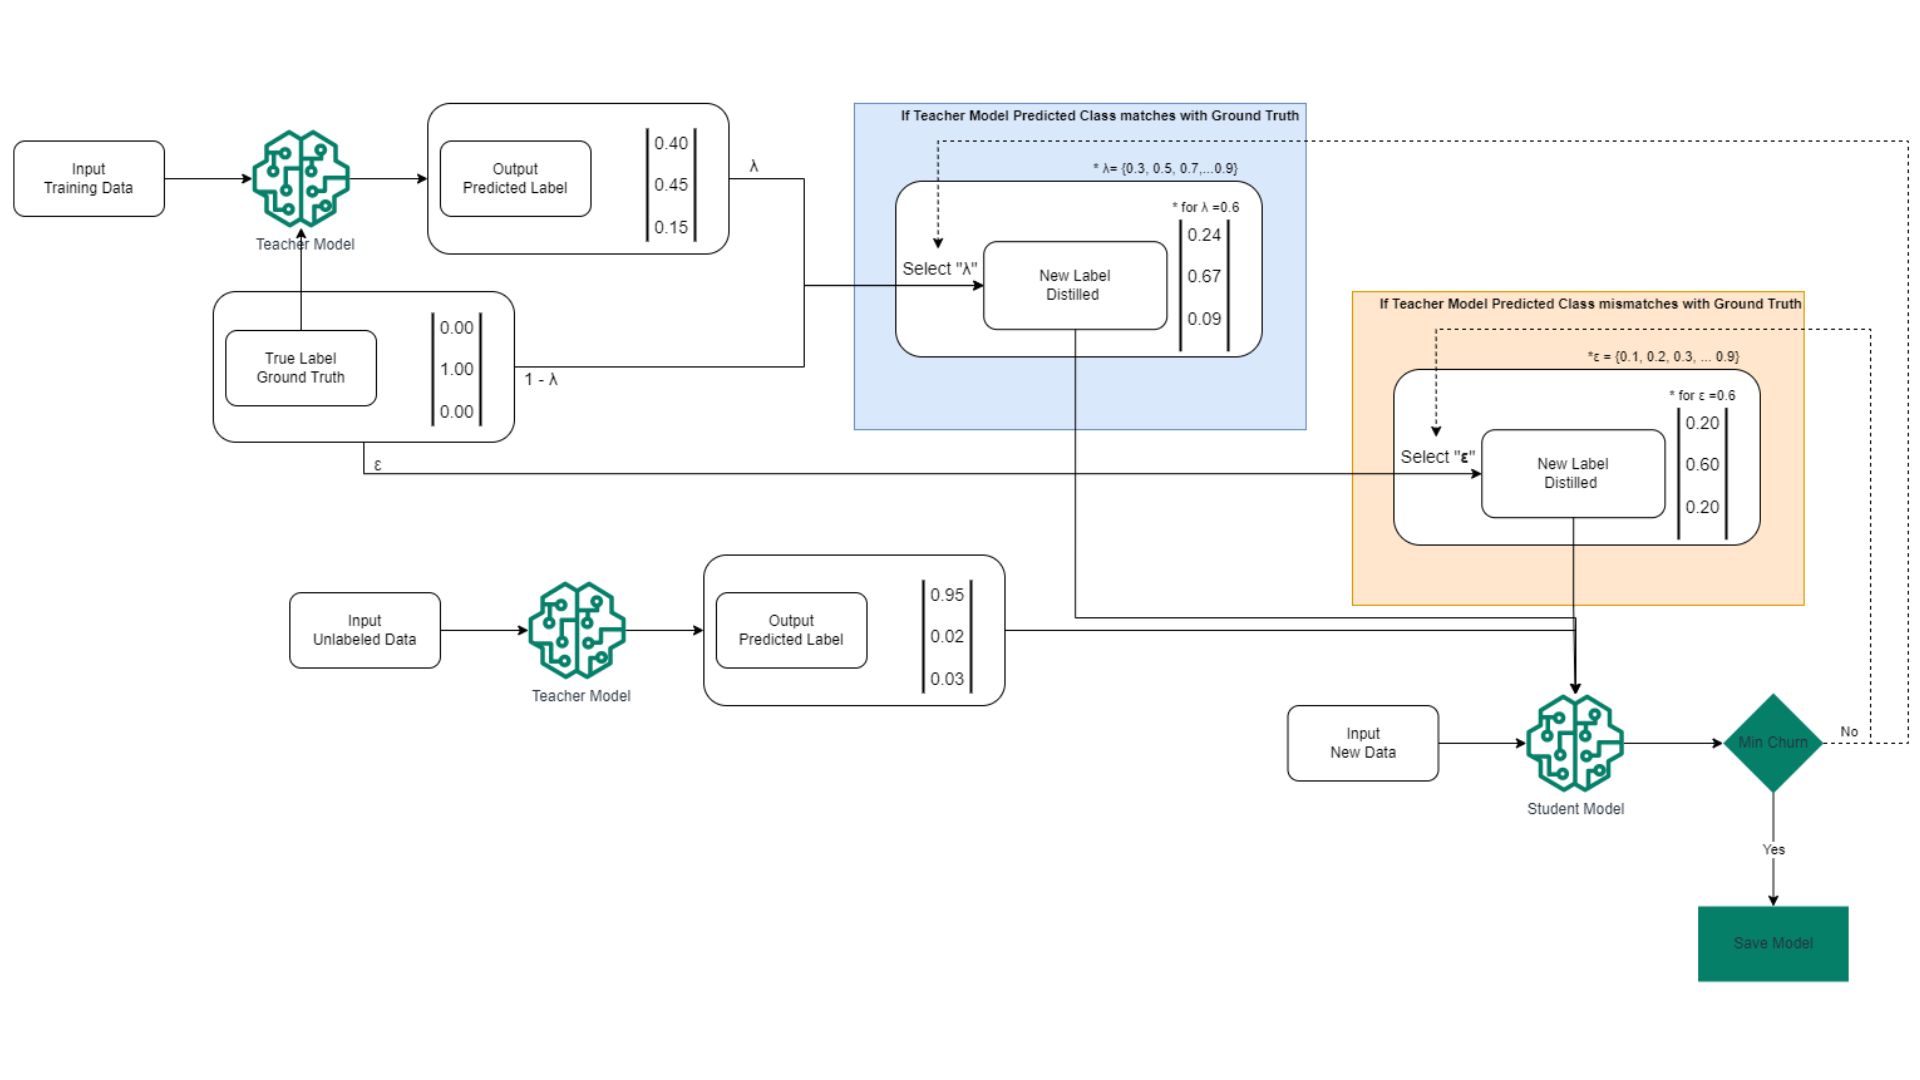 If Teacher Model Predicted Class matches with Ground Truth
Input
Training Data
Teacher Model
Output
Predicted Label
0.40
0.45
0.15
λ
* λ= {0.3, 0.5, 0.7,...0.9}
* for λ =0.6
Select "λ"
New Label
Distilled
0.24
0.67
0.09
True Label
Ground Truth
0.00
1.00
0.00
1 - λ
ε
If Teacher Model Predicted Class mismatches with Ground Truth
*ε = {0.1, 0.2, 0.3, ... 0.9}
* for ε =0.6
Select "ε"
New Label
Distilled
0.20
0.60
0.20
Input
Unlabeled Data
Teacher Model
Output
Predicted Label
0.95
0.02
0.03
Input
New Data
Student Model
Min Churn
No
Yes
Save Model